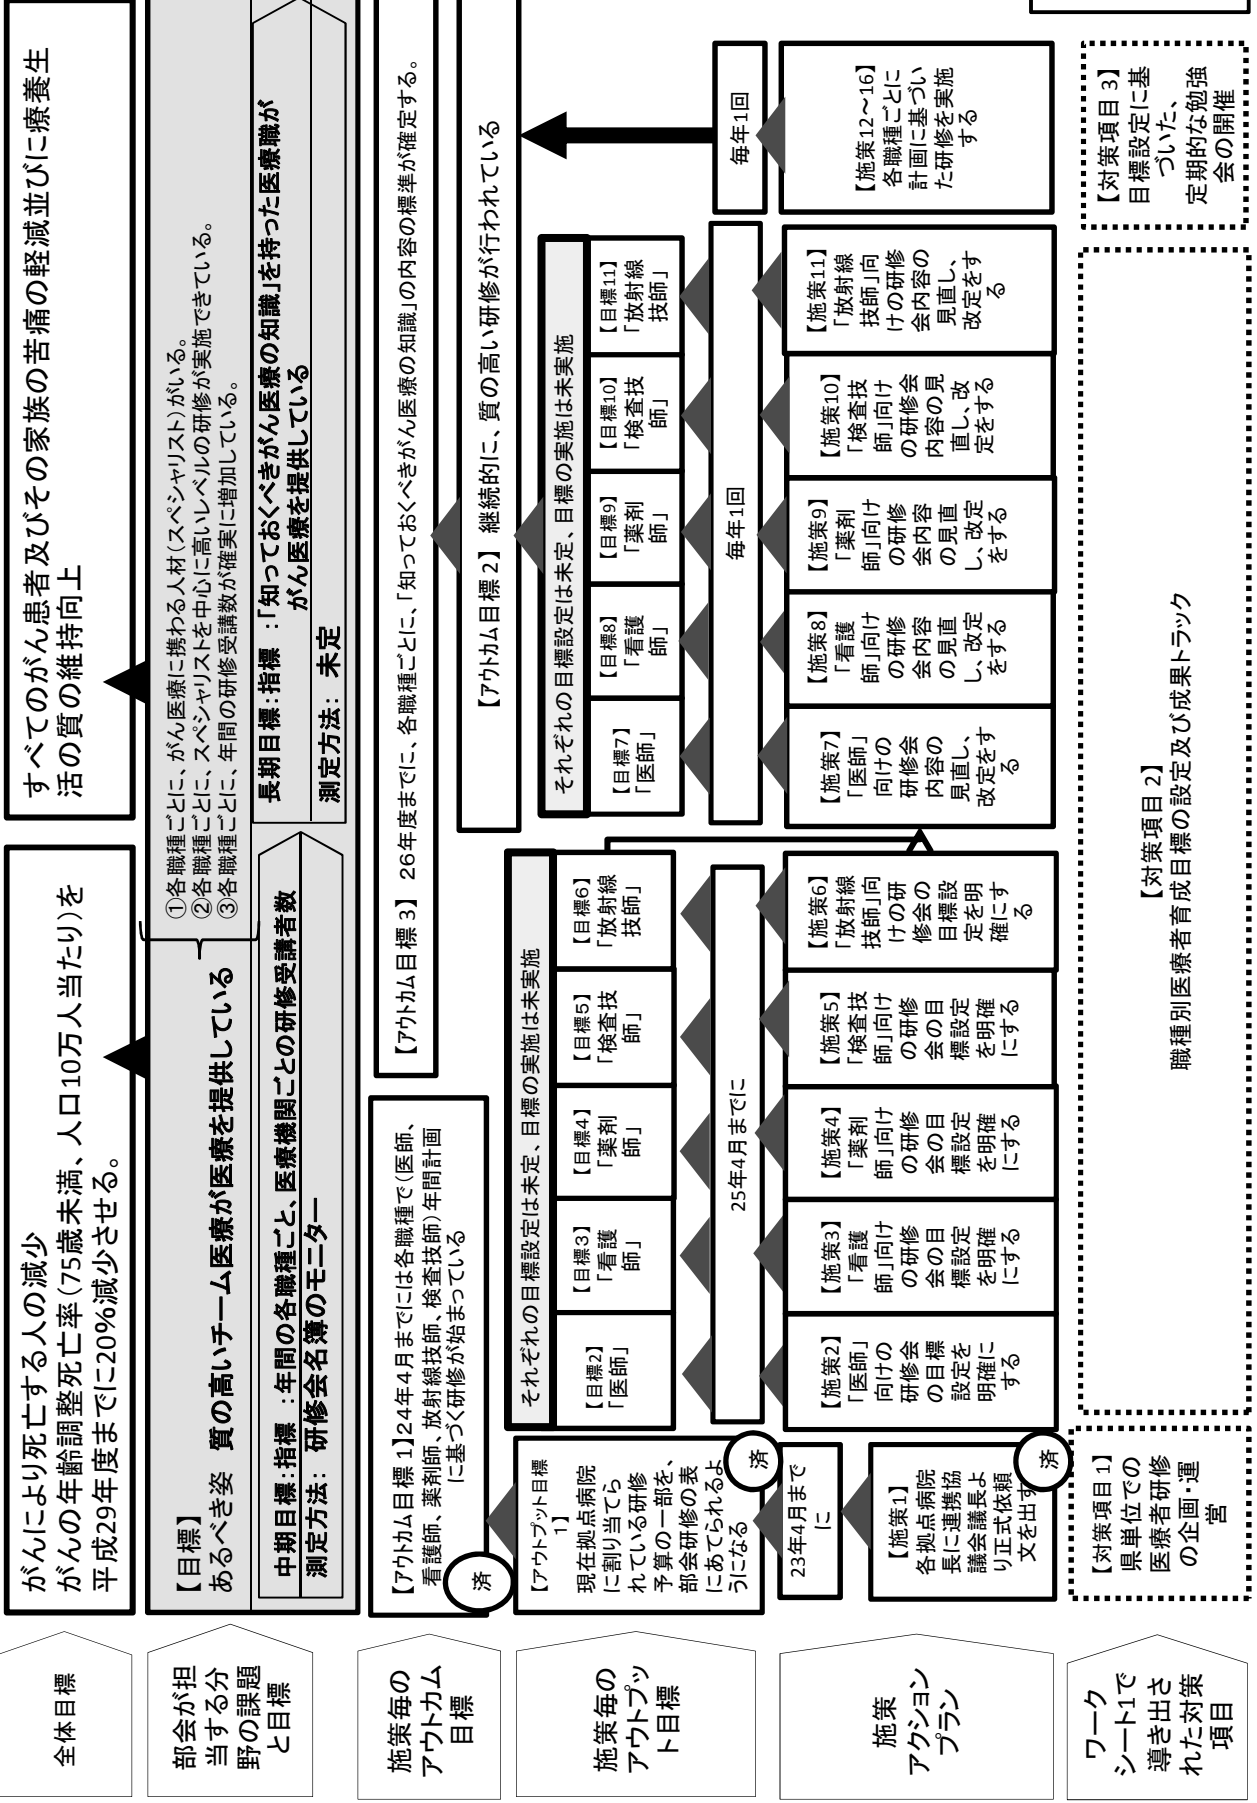 全体目標
がんにより死亡する人の減少
がんの年齢調整死亡率(75歳未満、人口10万人当たり)を
平成29年度までに20%減少させる。
すべてのがん患者及びその家族の苦痛の軽減並びに療養生
活の質の維持向上
部会が担
当する分
野の課題
と目標
【目標】
あるべき姿 質の高いチーム医療が医療を提供している
①各職種ごとに、がん医療に携わる人材(スペシャリスト)がいる。
②各職種ごとに、スペシャリストを中心に高いレベルの研修が実施できている。
③各職種ごとに、年間の研修受講数が確実に増加している。
中期目標:指標 :年間の各職種ごと、医療機関ごとの研修受講者数
測定方法: 研修会名簿のモニター
長期目標:指標 :「知っておくべきがん医療の知識」を持った医療職が
がん医療を提供している
測定方法: 未定
施策毎の
アウトカム
目標
【アウトカム目標 1】24年4月までには各職種で(医師、
看護師、薬剤師、放射線技師、検査技師)年間計画
に基づく研修が始まっている
済
【アウトカム目標 3】 26年度までに、各職種ごとに、「知っておくべきがん医療の知識」の内容の標準が確定する。
【アウトカム目標 2】 継続的に、質の高い研修が行われている
施策毎の
アウトプッ
ト目標
【アウトプット目標
1】
現在拠点病院
に割り当てら
れている研修
予算の一部を、
部会研修の表
にあてられるよ
うになる
済
それぞれの目標設定は未定、目標の実施は未実施
【目標2】
「医師」
【目標3】
「看護
師」
【目標4】
「薬剤
師」
【目標5】
「検査技
師」
【目標6】
「放射線
技師」
それぞれの目標設定は未定、目標の実施は未実施
【目標7】
「医師」
【目標8】
「看護
師」
【目標9】
「薬剤
師」
【目標10】
「検査技
師」
【目標11】
「放射線
技師」
23年4月まで
に
25年4月までに
毎年1回
毎年1回
施策
アクション
プラン
【施策1】
各拠点病院
長に連携協
議会議長よ
り正式依頼
文を出す
済
【施策2】
「医師」
向けの
研修会
の目標
設定を
明確に
する
【施策3】
「看護
師」向け
の研修
会の目
標設定
を明確
にする
【施策4】
「薬剤
師」向け
の研修
会の目
標設定
を明確
にする
【施策5】
「検査技
師」向け
の研修
会の目
標設定
を明確
にする
【施策6】
「放射線
技師」向
けの研
修会の
目標設
定を明
確にす
る
【施策7】
「医師」
向けの
研修会
内容の
見直し、
改定をす
る
【施策8】
「看護
師」向け
の研修
会内容
の見直
し、改定
をする
【施策9】
「薬剤
師」向け
の研修
会内容
の見直
し、改定
をする
【施策10】
「検査技
師」向け
の研修会
内容の見
直し、改
定をする
【施策11】
「放射線
技師」向
けの研修
会内容の
見直し、
改定をす
る
【施策12～16】
各職種ごとに
計画に基づい
た研修を実施
する
ワーク
シート1で
導き出さ
れた対策
項目
【対策項目 1】
県単位での
医療者研修
の企画・運
営
【対策項目 2】
職種別医療者育成目標の設定及び成果トラック
【対策項目 3】
目標設定に基
づいた、
定期的な勉強
会の開催